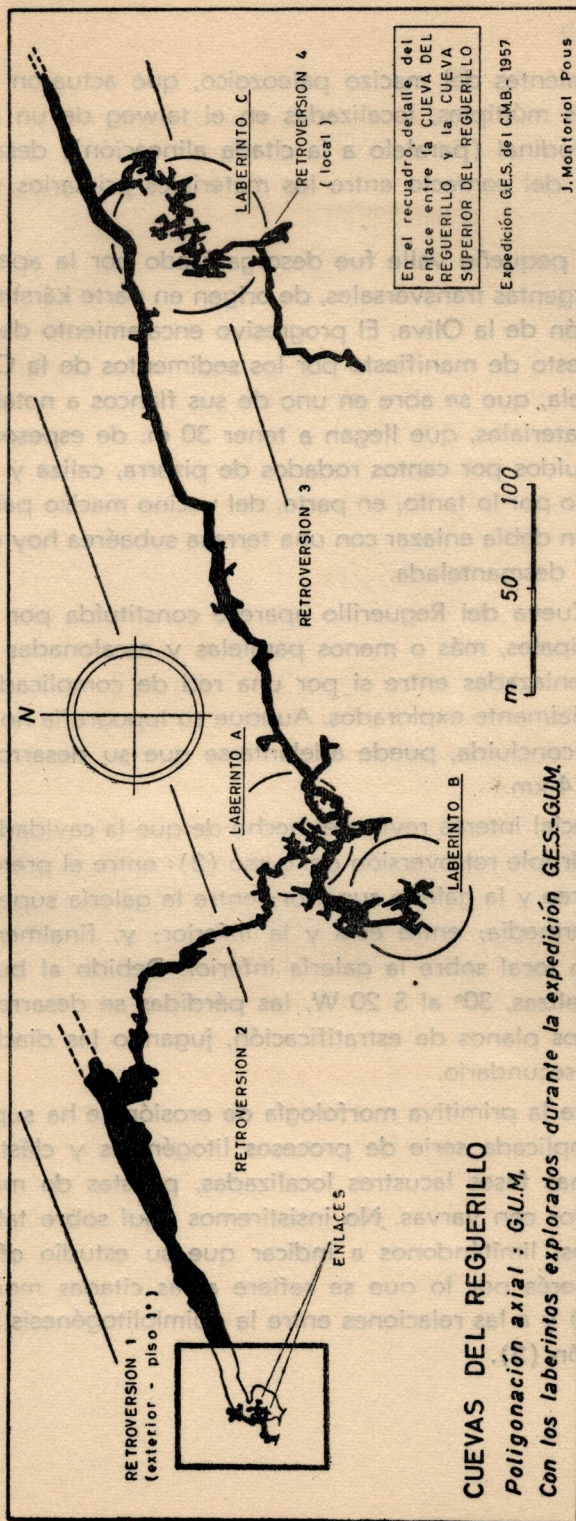 RETROVERSION 1
(exterior - piso 1º)
ENLACES
RETROVERSION 2
LABERINTO A
LABERINTO B
N
RETROVERSION 3
LABERINTO C
RETROVERSION 4
(local)
m.
50
100
CUEVAS DEL REGUERILLO
Poligonación axial · GUM.
Con los laberintos explorados durante la expedición GES.-GUM.
En el recuadro:detalle del
enlace entre la CUEVA DEL
REGUERILLO y la CUEVA
SUPERIOR DEL REGUERILLO
Expedición G.E.S. del C.M.B. - 1957
J. Montoriol Pous